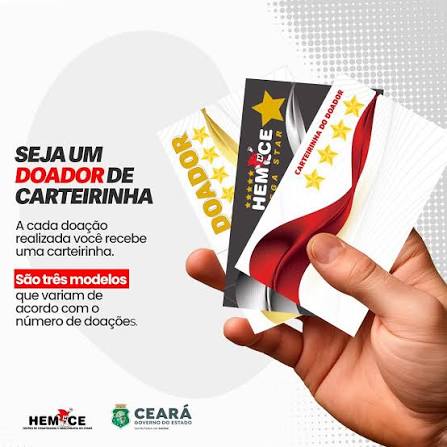 SEJA UM
DOADOR DE
CARTEIRINHA
A cada doação
realizada você recebe
uma carteirinha.
São três modelos
que variam de
acordo com o
número de doações.
DOADOR
HEMOCE
MEGA STAR
CARTEIRINHA DO DOADOR
HEMOCE
CEARÁ
GOVERNO DO ESTADO